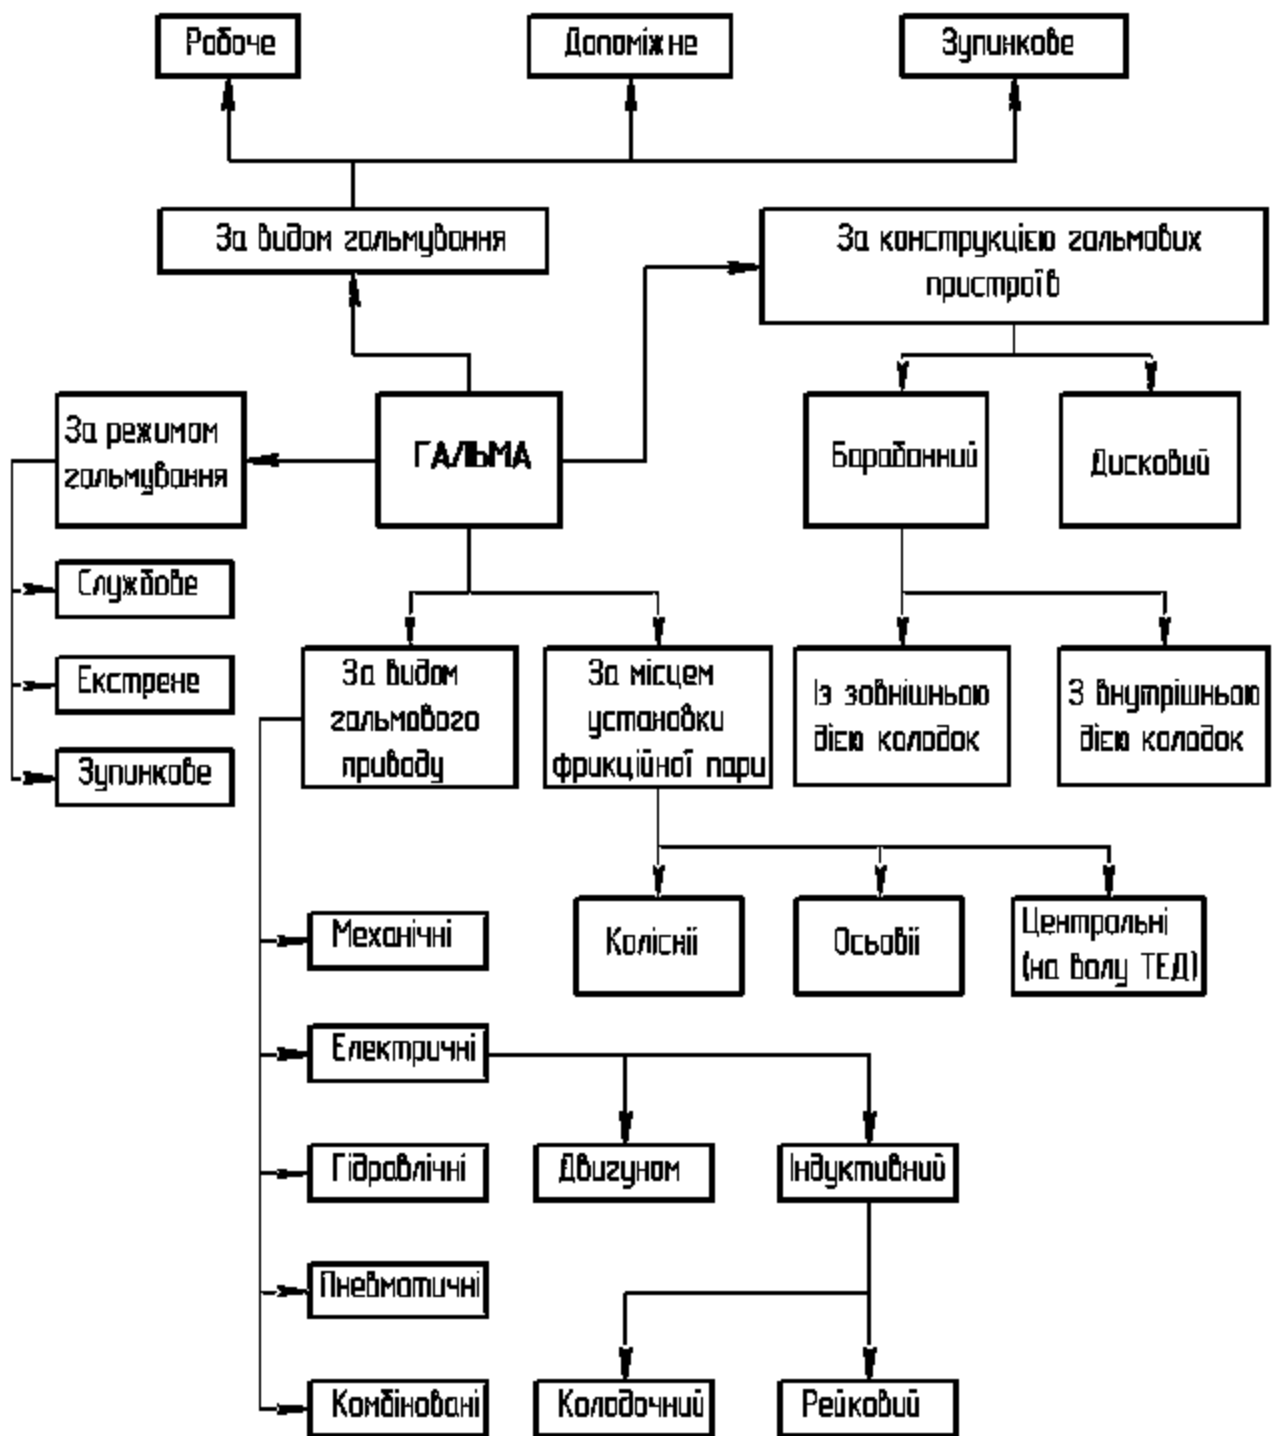 Робоче
Допоміжне
Зупинкове
За видом гальмування
За конструкцією гальмових
пристроїв
За режимом
гальмування
ГАЛЬМА
Барабанний
Дисковий
Службове
Екстрене
Зупинкове
За видом
гальмового
приводу
За місцем
установки
фрикційної пари
Із зовнішньою
дією колодок
З внутрішньою
дією колодок
Механічні
Колісніі
Осьовіі
Центральні
(на валу ТЕД)
Електричні
Гідравлічні
Двигуном
Індуктивний
Пневматичні
Комбіновані
Колодочний
Рейковий